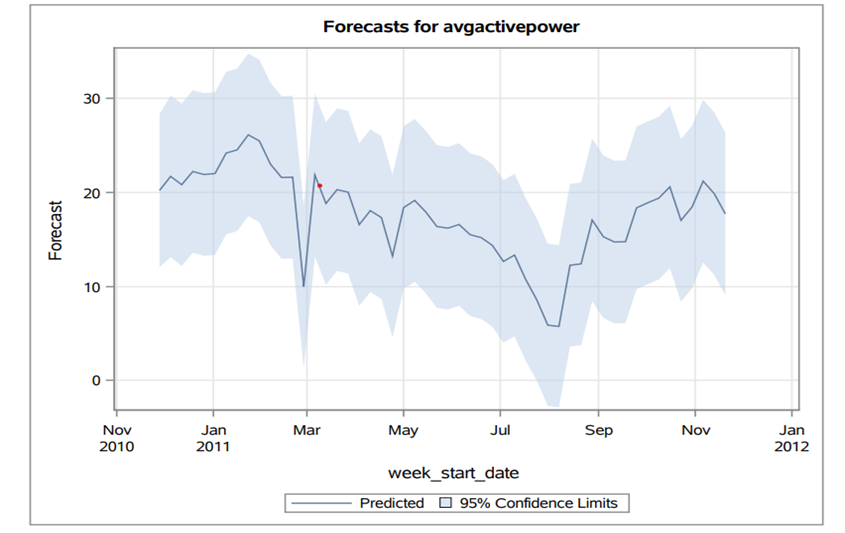 Forecasts for avgactivepower
Forecast
30
20
10
0
Nov
2010
Jan
2011
Mar
May
Jul
Sep
Nov
Jan
2012
week_start_date
Predicted
95% Confidence Limits